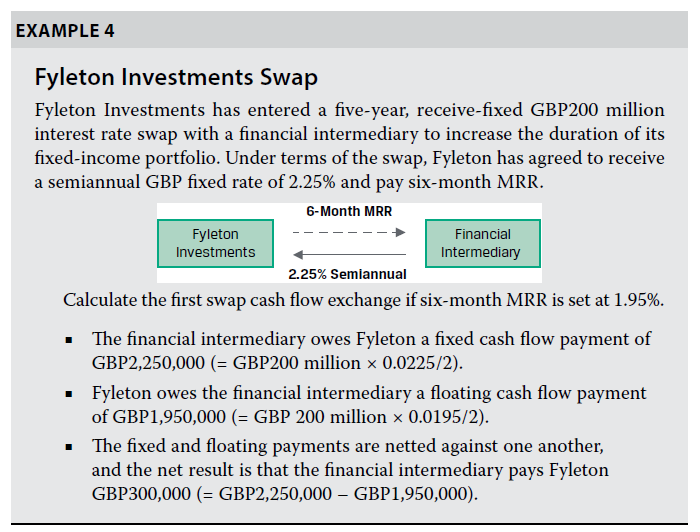 EXAMPLE 4
Fyleton Investments Swap
Fyleton Investments has entered a five-year, receive-fixed GBP200 million
interest rate swap with a financial intermediary to increase the duration of its
fixed-income portfolio. Under terms of the swap, Fyleton has agreed to receive
a semiannual GBP fixed rate of 2.25% and pay six-month MRR.
6-Month MRR
Fyleton
Investments
Financial
Intermediary
2.25% Semiannual
Calculate the first swap cash flow exchange if six-month MRR is set at 1.95%.
▪ The financial intermediary owes Fyleton a fixed cash flow payment of
GBP2,250,000 (= GBP200 million × 0.0225/2).
▪ Fyleton owes the financial intermediary a floating cash flow payment
of GBP1,950,000 (= GBP 200 million × 0.0195/2).
▪ The fixed and floating payments are netted against one another,
and the net result is that the financial intermediary pays Fyleton
GBP300,000 (= GBP2,250,000 – GBP1,950,000).